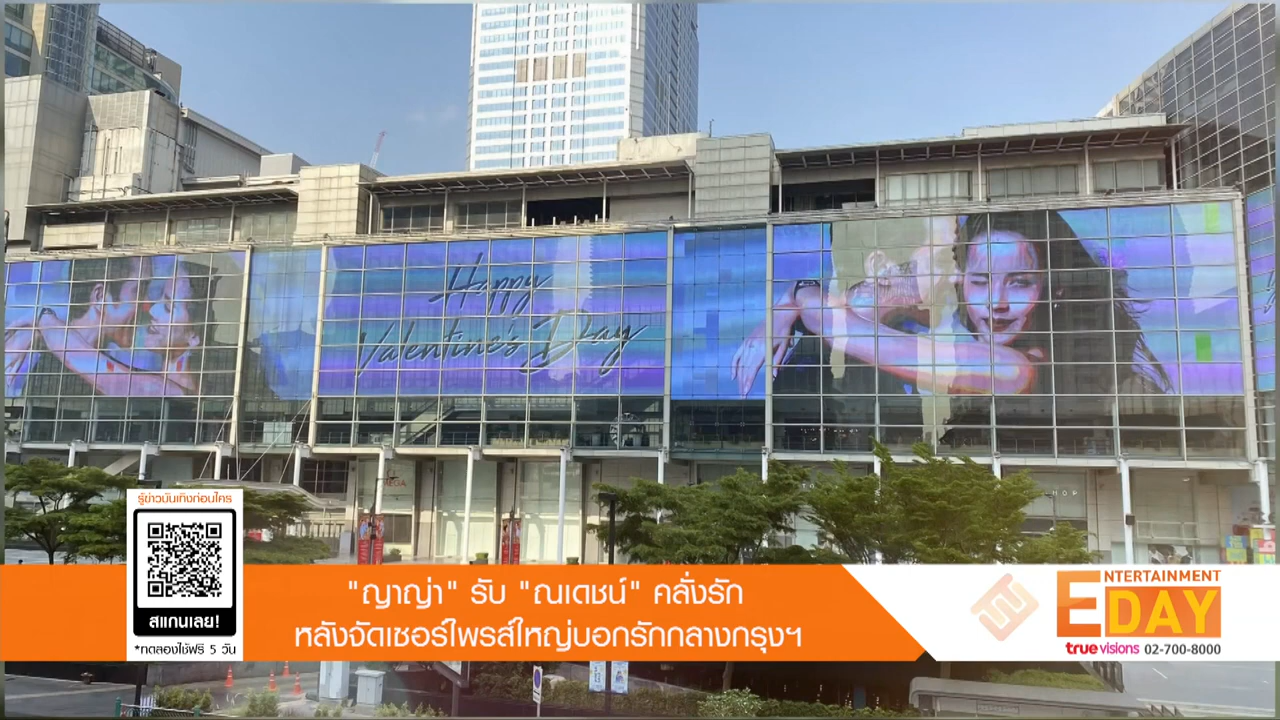 Happy
Valentine's Day
รู้ข่าวบันเทิงก่อนใคร
สแกนเลย!
*ทดลองใช้ฟรี 5 วัน
"ญาญ่า" รับ "ณเดชน์" คลั่งรัก
หลังจัดเซอร์ไพรส์ใหญ่บอกรักกลางกรุงฯ
ENTERTAINMENT
EDAY
truevisions 02-700-8000